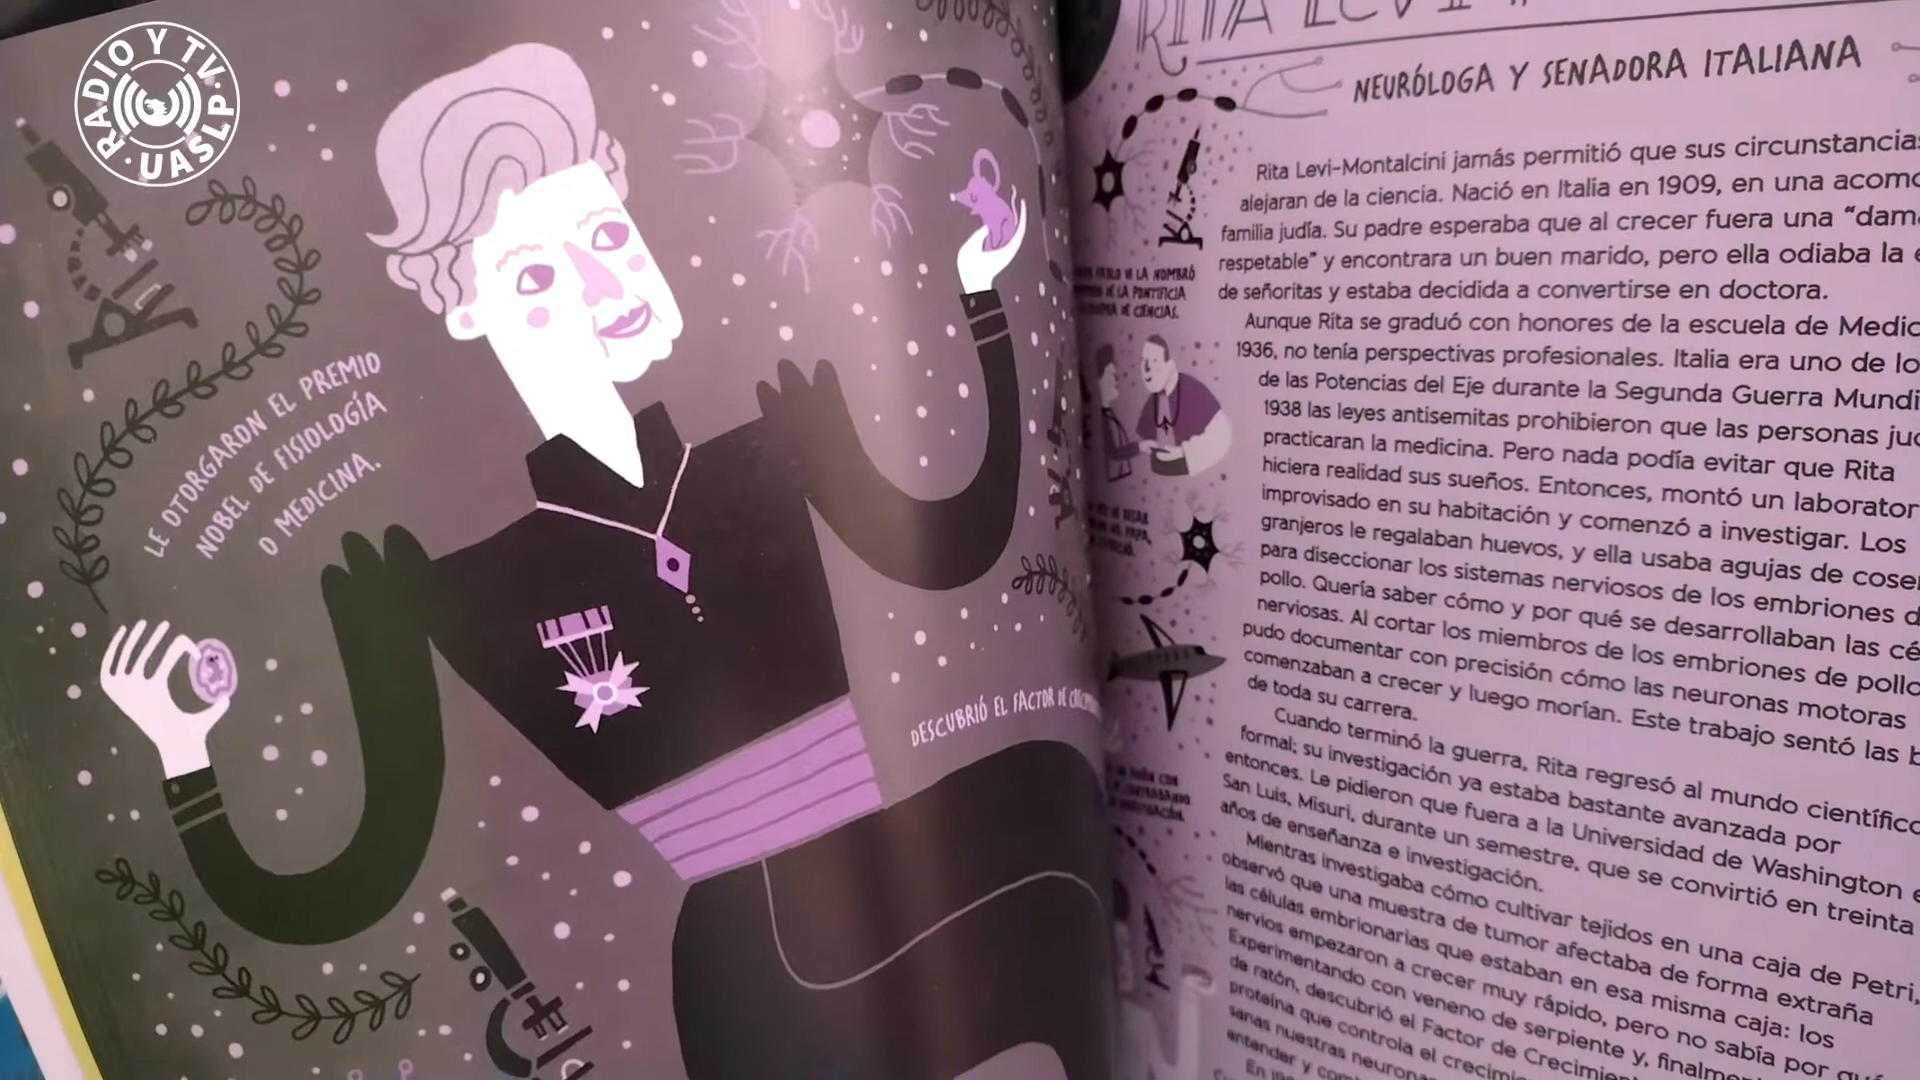 RADIO Y TV · UASLP ·
LE OTORGARON EL PREMIO
NOBEL DE FISIOLOGÍA
O MEDICINA.
DESCUBRIÓ EL FACTOR DE
RITA LEVI
NEURÓLOGA Y SENADORA ITALIANA
Rita Levi-Montalcini jamás permitió que sus circunstancias
alejaran de la ciencia. Nació en Italia en 1909, en una acomo
familia judía. Su padre esperaba que al crecer fuera una “dam
respetable” y encontrara un buen marido, pero ella odiaba la e
de señoritas y estaba decidida a convertirse en doctora.
Aunque Rita se graduó con honores de la escuela de Medic
1936, no tenía perspectivas profesionales. Italia era uno de lo
de las Potencias del Eje durante la Segunda Guerra Mundi
1938 las leyes antisemitas prohibieron que las personas jud
practicaran la medicina. Pero nada podía evitar que Rita
hiciera realidad sus sueños. Entonces, montó un laborator
improvisado en su habitación y comenzó a investigar. Los
granjeros le regalaban huevos, y ella usaba agujas de coser
para diseccionar los sistemas nerviosos de los embriones d
pollo. Quería saber cómo y por qué se desarrollaban las cé
nerviosas. Al cortar los miembros de los embriones de pollo
pudo documentar con precisión cómo las neuronas motoras
comenzaban a crecer y luego morían. Este trabajo sentó las b
de toda su carrera.
Cuando terminó la guerra, Rita regresó al mundo científico
formal; su investigación ya estaba bastante avanzada por
entonces. Le pidieron que fuera a la Universidad de Washington e
San Luis, Misuri, durante un semestre, que se convirtió en treinta
años de enseñanza e investigación.
Mientras investigaba cómo cultivar tejidos en una caja de Petri,
observó que una muestra de tumor afectaba de forma extraña
las células embrionarias que estaban en esa misma caja: los
nervios empezaron a crecer muy rápido, pero no sabía por qué
Experimentando con veneno de serpiente y, finalme
de ratón, descubrió el Factor de Crecimien
proteína que controla el crecimie
sanas nuestras neuronas
entender y
LA NOMBRÓ
DE LA PONTIFICIA
DE CIENCIAS.